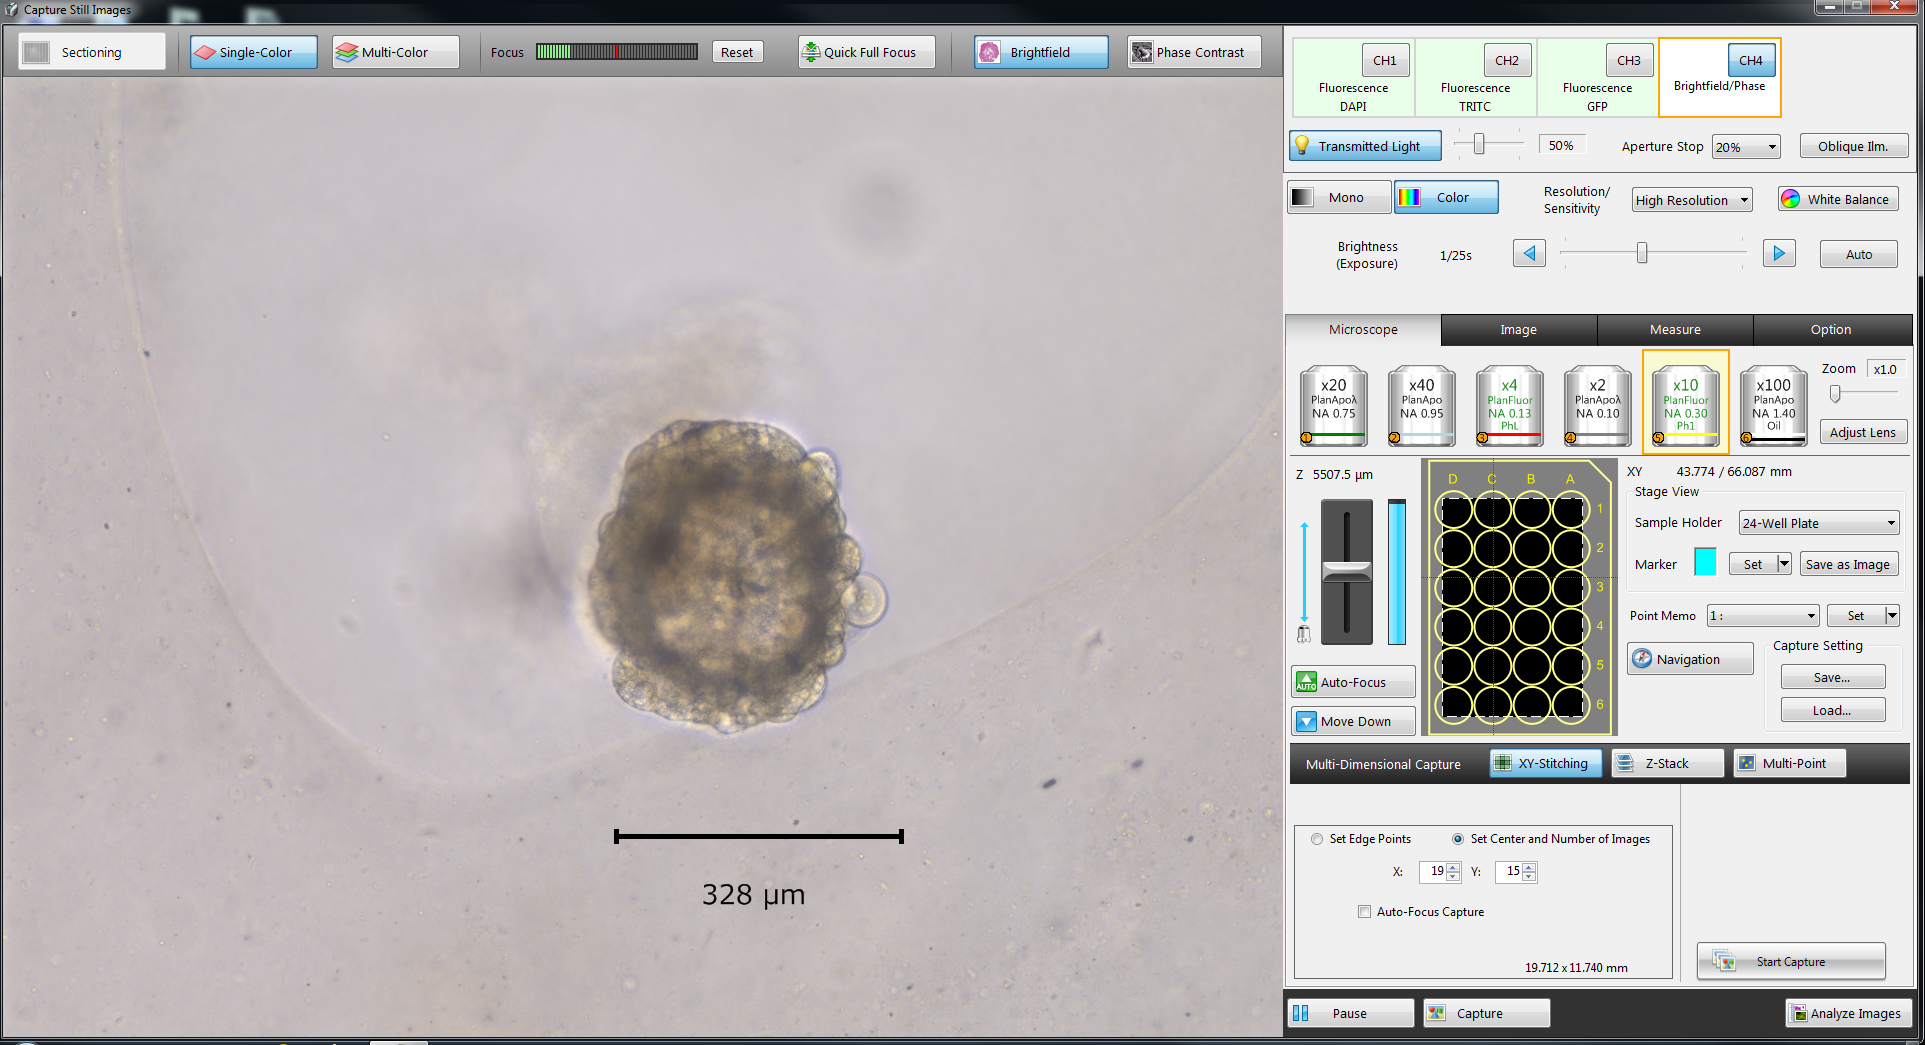 Capture Still Images
Sectioning
Single-Color
Multi-Color
Focus
Reset
Quick Full Focus
Brightfield
Phase Contrast
CH1
Fluorescence
DAPI
CH2
Fluorescence
TRITC
CH3
Fluorescence
GFP
CH4
Brightfield/Phase
Transmitted Light
50%
Aperture Stop
20%
Oblique Ilm.
Mono
Color
Resolution/
Sensitivity
High Resolution
White Balance
Brightness
(Exposure)
1/25s
Auto
Microscope
Image
Measure
Option
x20
PlanApoλ
NA 0.75
1
x40
PlanApo
NA 0.95
2
x4
PlanFluor
NA 0.13
PhL
3
x2
PlanApoλ
NA 0.10
4
x10
PlanFluor
NA 0.30
Ph1
5
x100
PlanApo
NA 1.40
Oil
6
Zoom
x1.0
Adjust Lens
Z 5507.5 µm
D C B A
1
2
3
4
5
6
XY 43.774 / 66.087 mm
Stage View
Sample Holder
24-Well Plate
Marker
Set
Save as Image
Point Memo
1 :
Set
Navigation
Capture Setting
Save...
Load...
AUTO
Auto-Focus
Move Down
Multi-Dimensional Capture
XY-Stitching
Z-Stack
Multi-Point
Set Edge Points
Set Center and Number of Images
X: 19 Y: 15
Auto-Focus Capture
19.712 x 11.740 mm
Start Capture
Pause
Capture
Analyze Images
328 µm